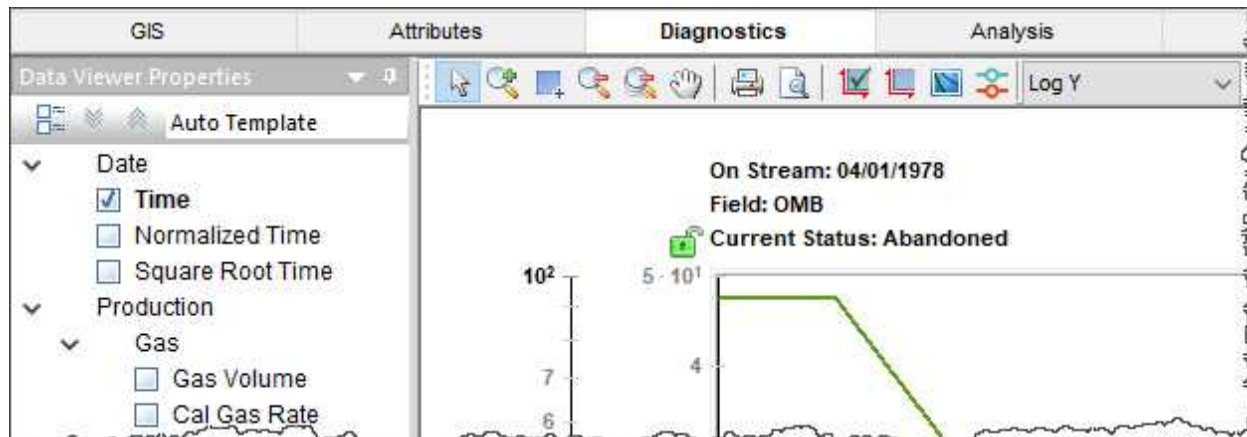 GIS Attributes Diagnostics Analysis
Data Viewer Properties
Log Y
Auto Template
Date
Time
Normalized Time
Square Root Time
Production
Gas
Gas Volume
Cal Gas Rate
On Stream: 04/01/1978
Field: OMB
Current Status: Abandoned
10² 5 · 10¹
7 4
6